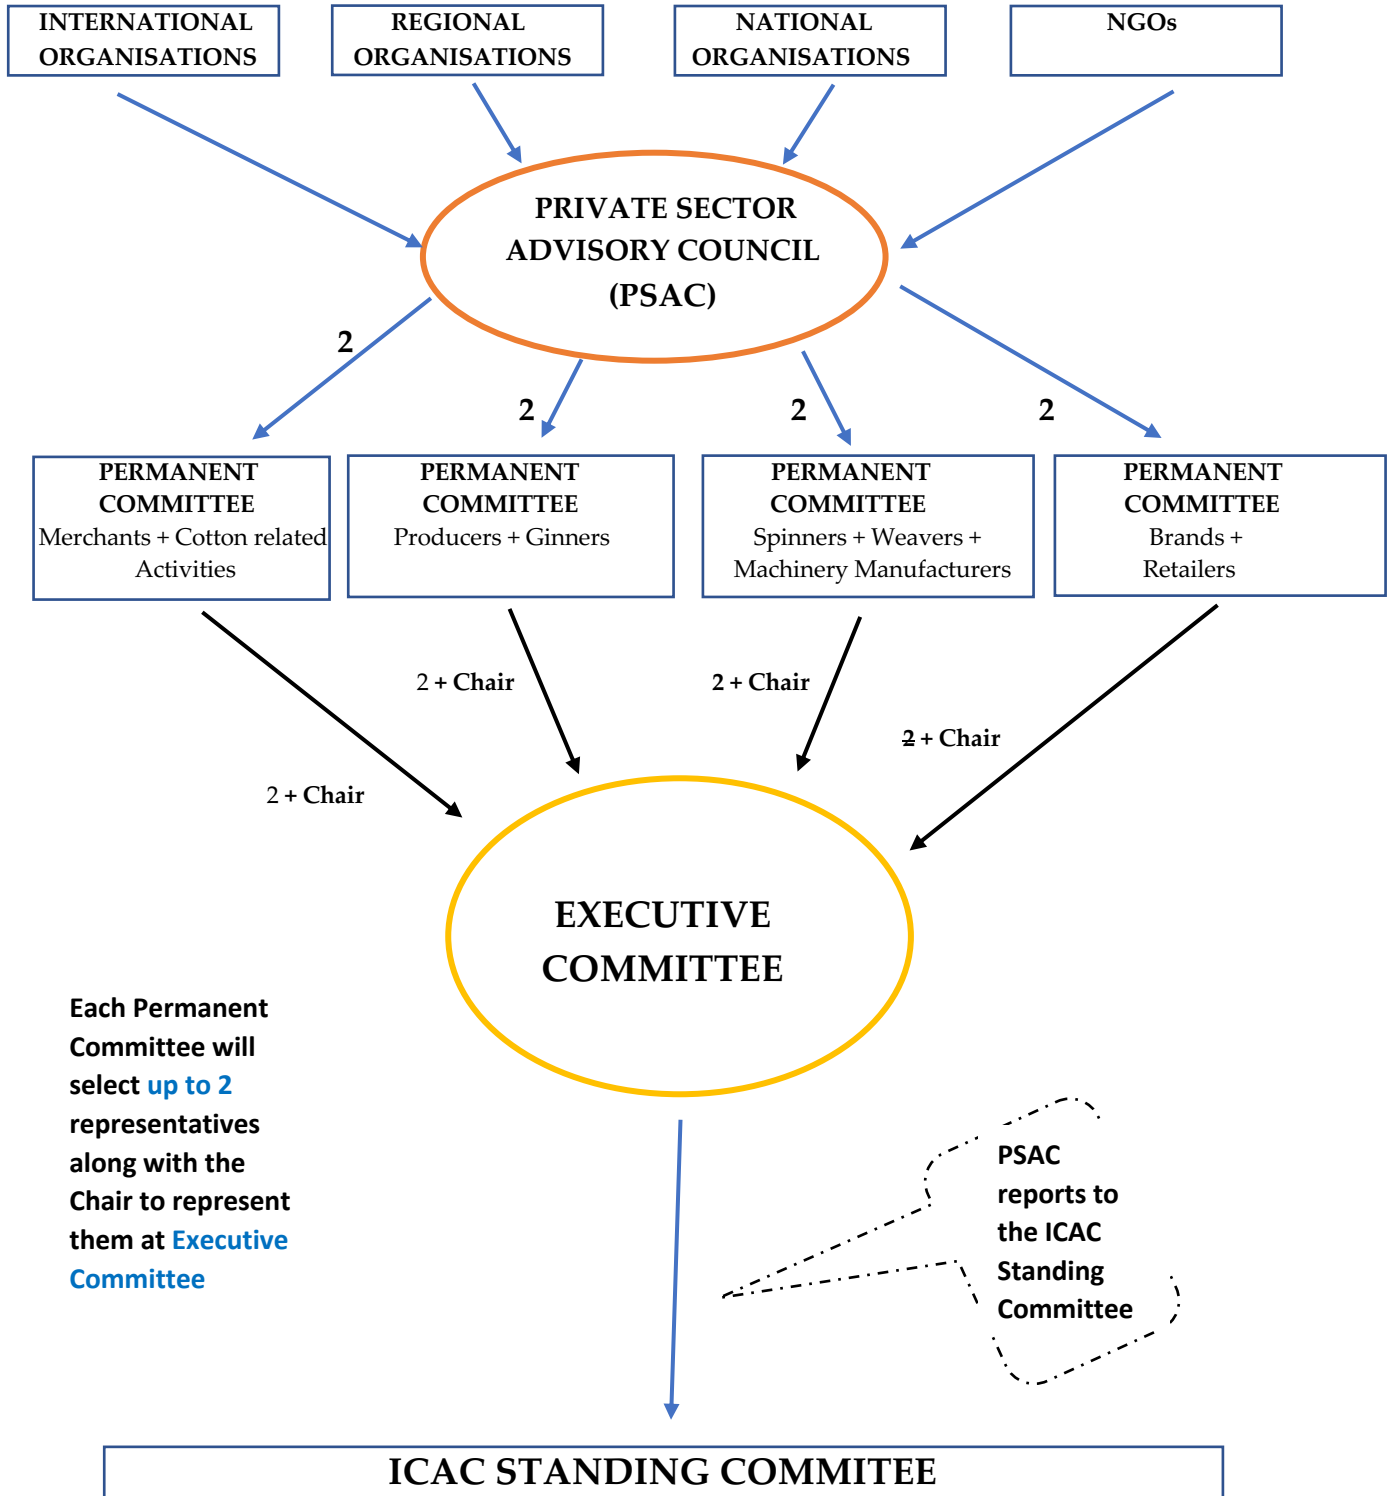 INTERNATIONAL
ORGANISATIONS
REGIONAL
ORGANISATIONS
NATIONAL
ORGANISATIONS
NGOs
PRIVATE SECTOR
ADVISORY COUNCIL
(PSAC)
2
2
2
2
PERMANENT
COMMITTEE
Merchants + Cotton related
Activities
PERMANENT
COMMITTEE
Producers + Ginners
PERMANENT
COMMITTEE
Spinners + Weavers +
Machinery Manufacturers
PERMANENT
COMMITTEE
Brands +
Retailers
2 + Chair
2 + Chair
2 + Chair
2 + Chair
EXECUTIVE
COMMITTEE
Each Permanent
Committee will
select up to 2
representatives
along with the
Chair to represent
them at Executive
Committee
PSAC
reports to
the ICAC
Standing
Committee
ICAC STANDING COMMITEE